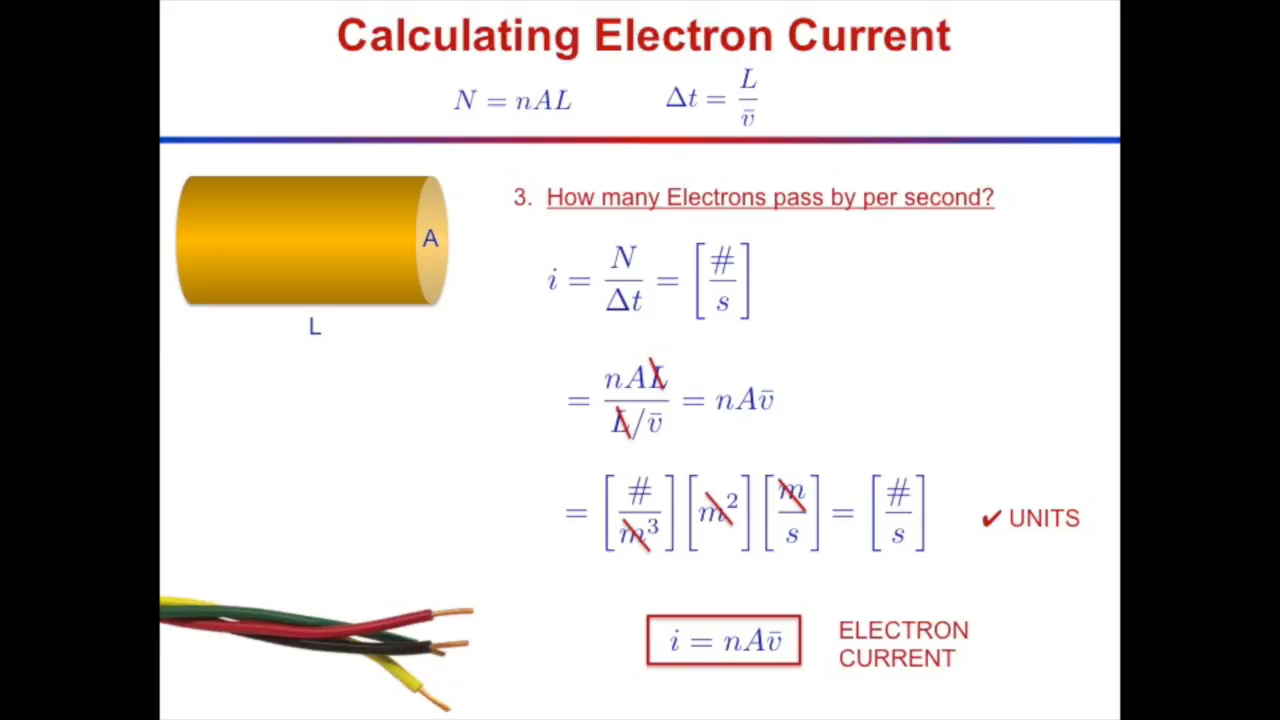 Calculating Electron Current
N = nAL    Δt = L/v̄
A
L
3. How many Electrons pass by per second?
i = N/Δt = [#/s]
= nAL/(L/v̄) = nAv̄
= [#/m³][m²][m/s] = [#/s]
✔ UNITS
i = nAv̄
ELECTRON
CURRENT